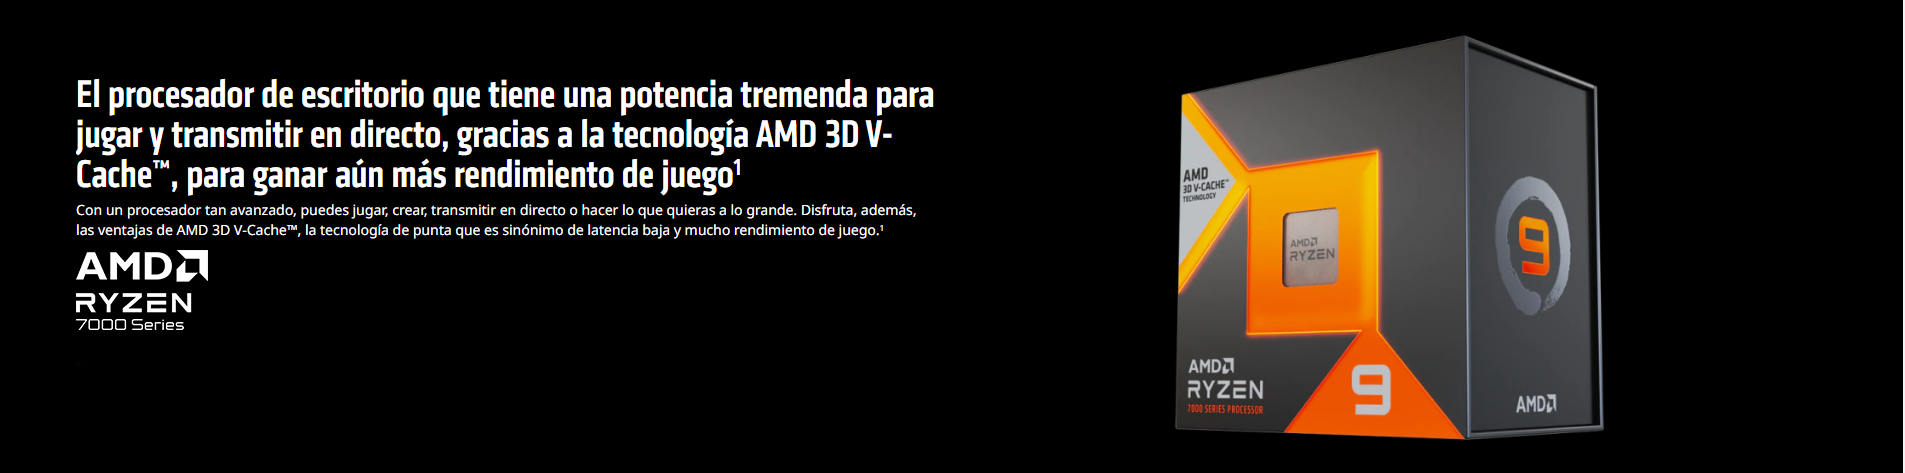 El procesador de escritorio que tiene una potencia tremenda para
jugar y transmitir en directo, gracias a la tecnología AMD 3D V-
Cache™, para ganar aún más rendimiento de juego¹
Con un procesador tan avanzado, puedes jugar, crear, transmitir en directo o hacer lo que quieras a lo grande. Disfruta, además,
las ventajas de AMD 3D V-Cache™, la tecnología de punta que es sinónimo de latencia baja y mucho rendimiento de juego.¹
AMD
RYZEN
7000 Series
AMD
3D V-CACHE™
TECHNOLOGY
AMD
RYZEN
AMD
RYZEN
7000 SERIES PROCESSOR
9
9
AMD